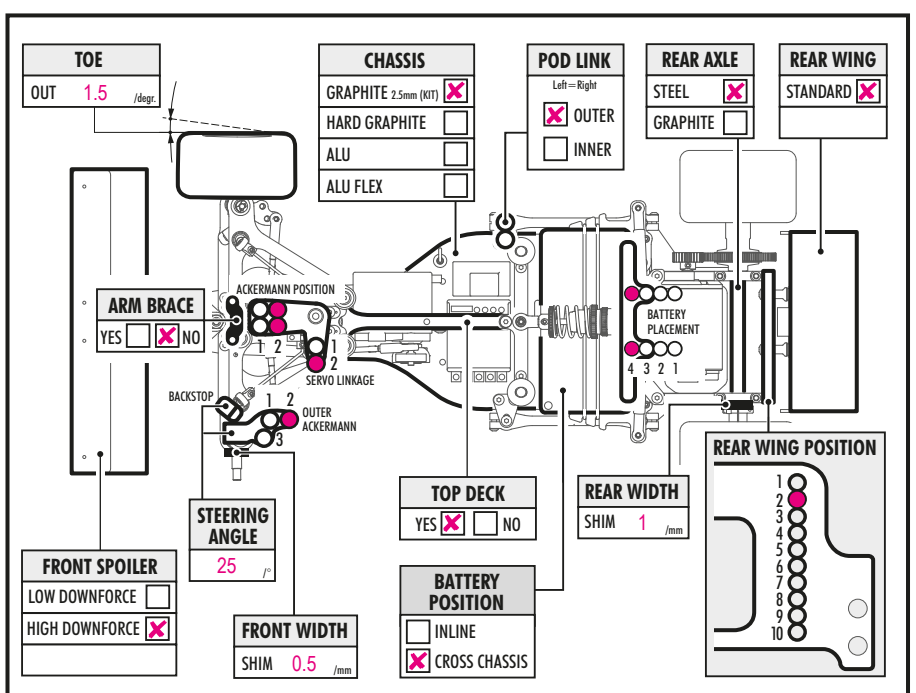 TOE
OUT 1.5 /degr.
CHASSIS
GRAPHITE 2.5mm (KIT)
HARD GRAPHITE
ALU
ALU FLEX
POD LINK
Left=Right
OUTER
INNER
REAR AXLE
STEEL
GRAPHITE
REAR WING
STANDARD
ARM BRACE
YES NO
ACKERMANN POSITION
1 2
1
2
SERVO LINKAGE
BATTERY
PLACEMENT
4 3 2 1
BACKSTOP
1 2
3
OUTER
ACKERMANN
STEERING
ANGLE
25 /°
TOP DECK
YES NO
REAR WIDTH
SHIM 1 /mm
REAR WING POSITION
1
2
3
4
5
6
7
8
9
10
FRONT SPOILER
LOW DOWNFORCE
HIGH DOWNFORCE
FRONT WIDTH
SHIM 0.5 /mm
BATTERY
POSITION
INLINE
CROSS CHASSIS